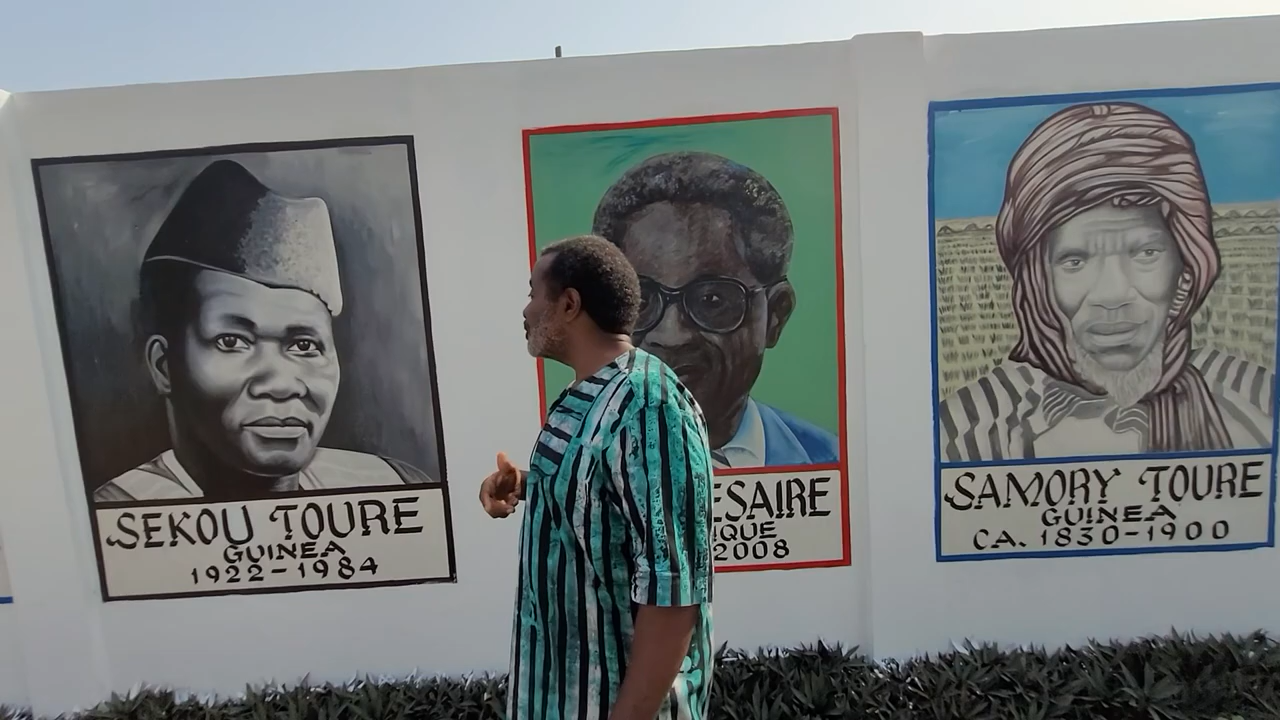 SEKOU TOURE
GUINEA
1922-1984
ESAIRE
IQUE
2008
SAMORY TOURE
GUINEA
CA. 1830-1900